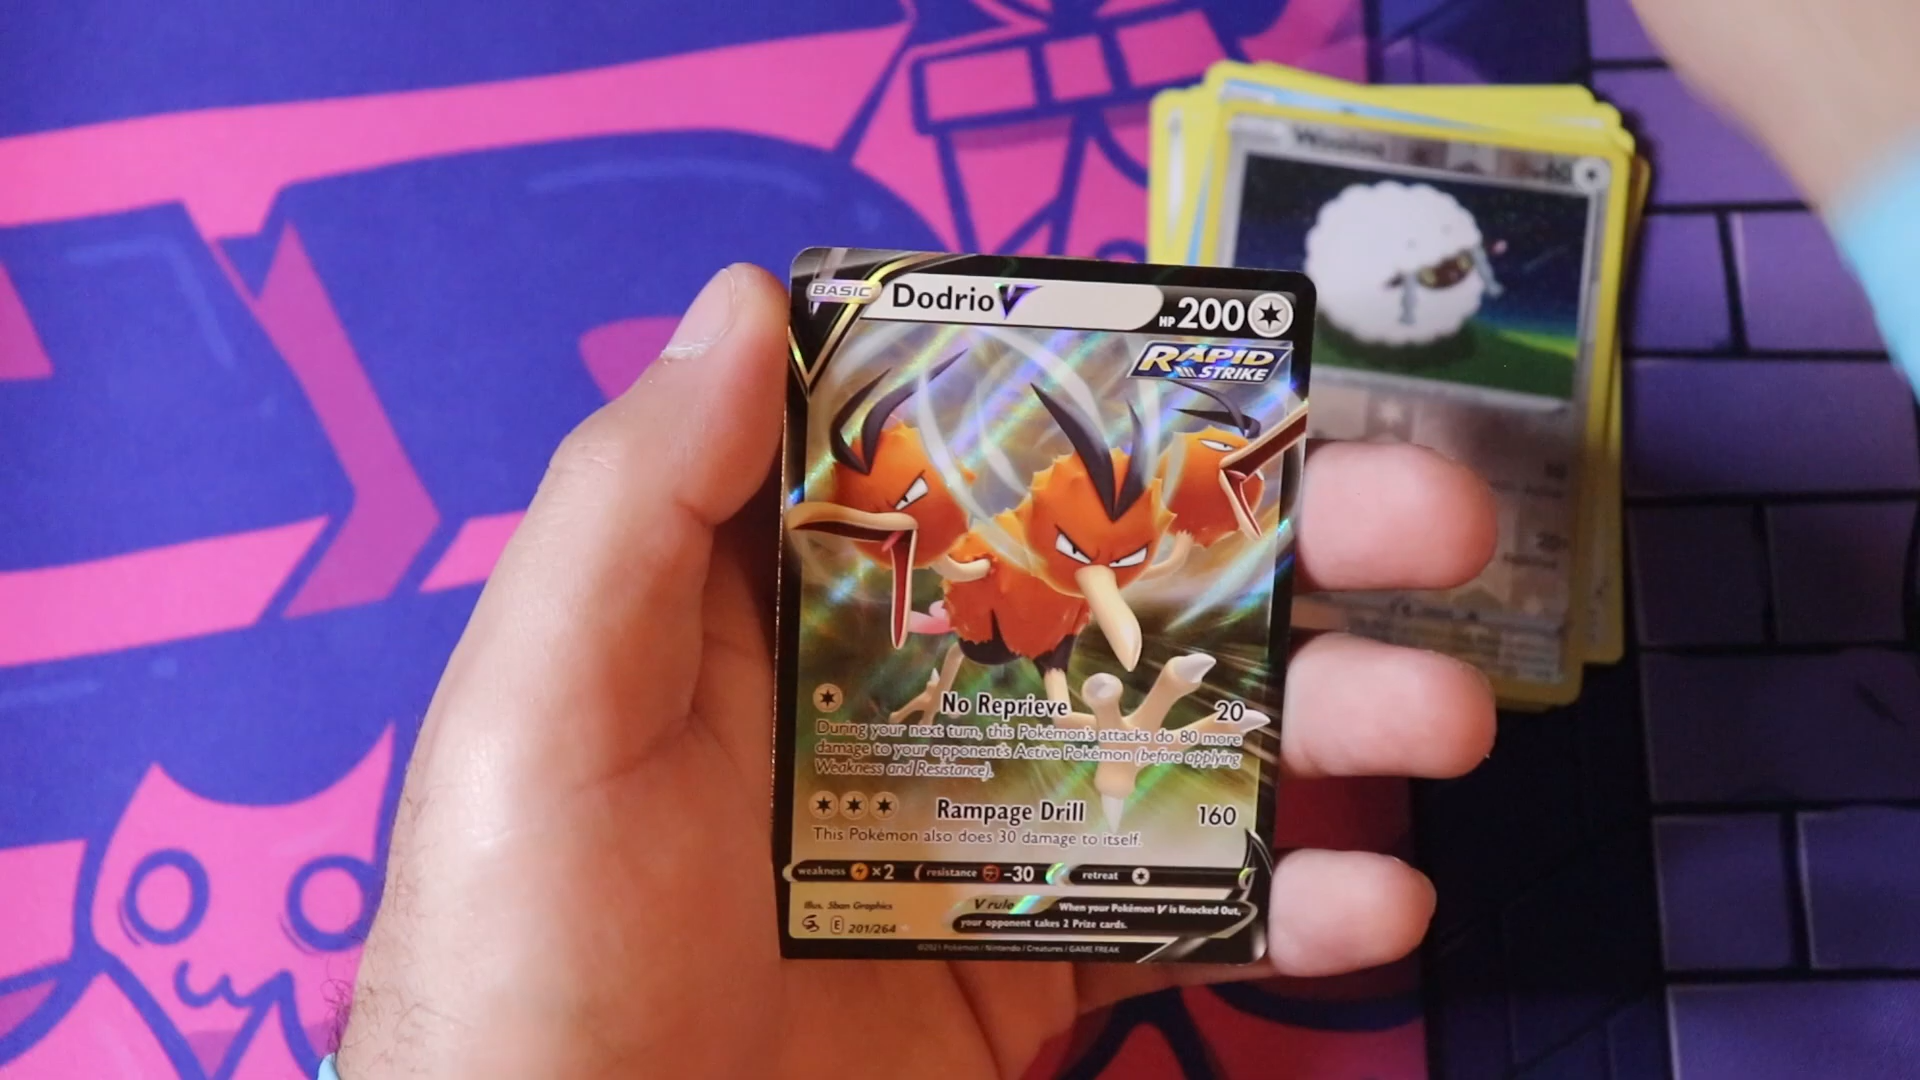 BASIC
Dodrio V
HP 200
RAPID
STRIKE
No Reprieve 20
During your next turn, this Pokémon's attacks do 80 more
damage to your opponent's Active Pokémon (before applying
Weakness and Resistance).
Rampage Drill 160
This Pokémon also does 30 damage to itself.
weakness ×2 resistance -30 retreat
Illus. 5ban Graphics
V rule When your Pokémon V is Knocked Out,
your opponent takes 2 Prize cards.
E 201/264
©2021 Pokémon / Nintendo / Creatures / GAME FREAK
Wooloo